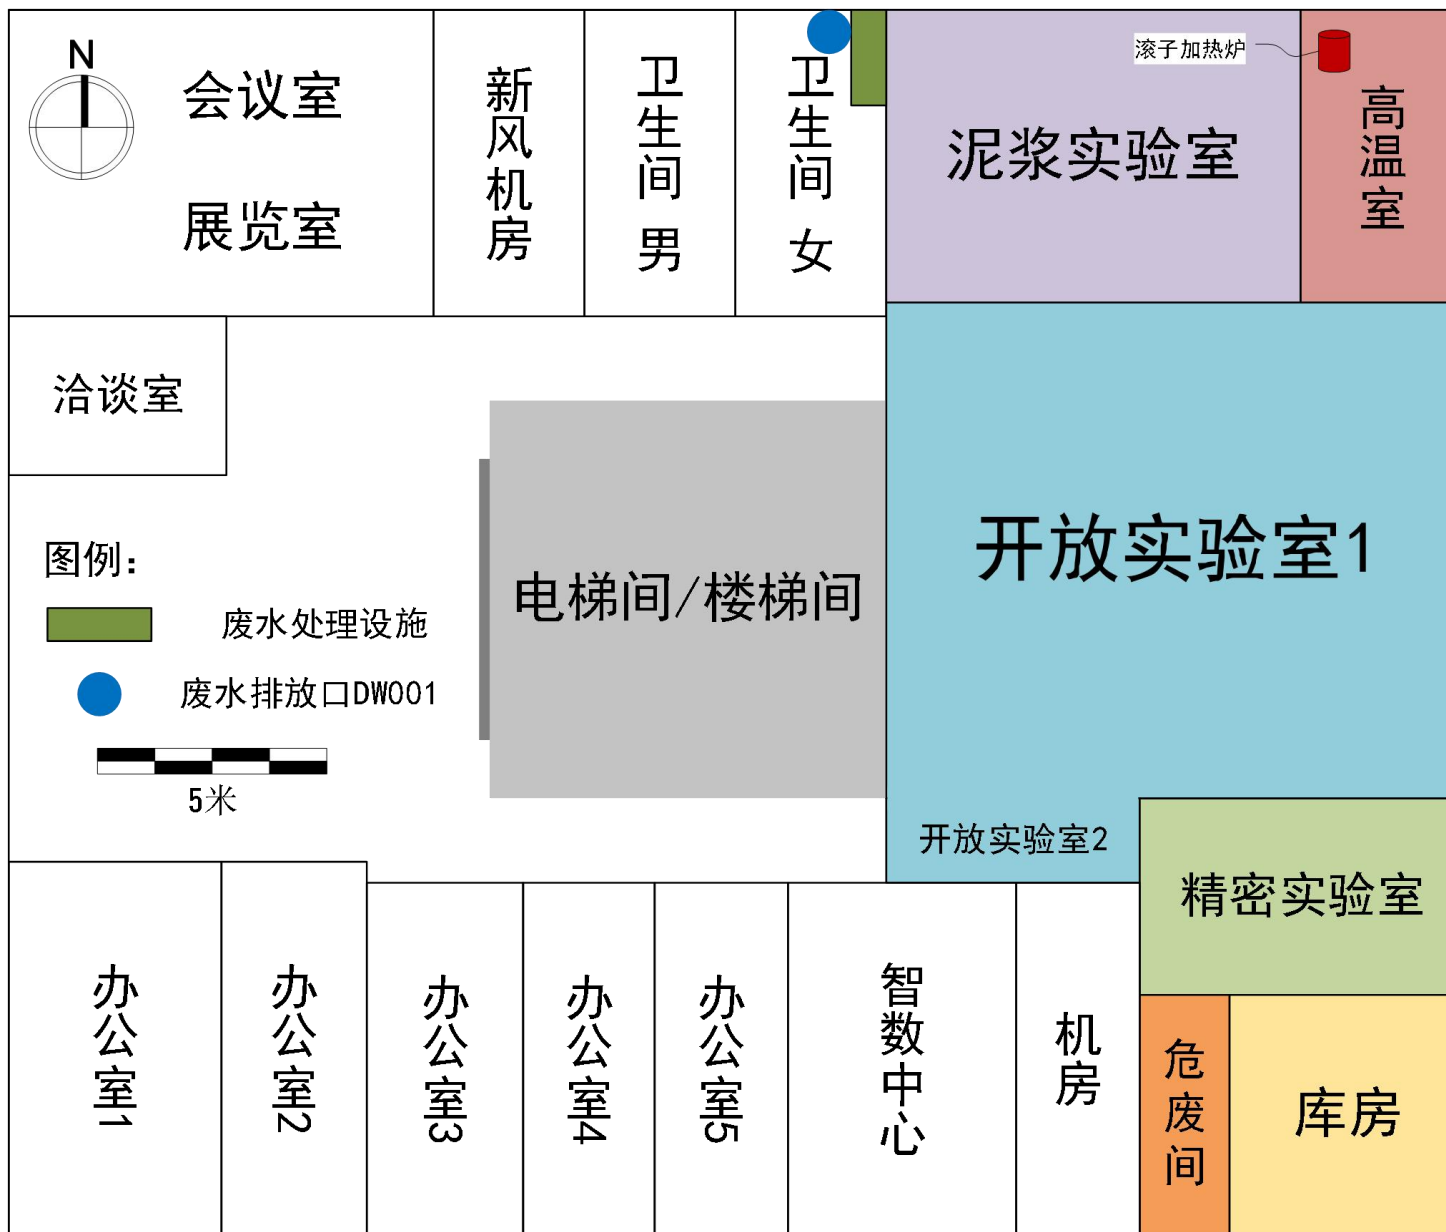 N
会议室
展览室
新风机房
卫生间 男
卫生间 女
泥浆实验室
滚子加热炉
高温室
洽谈室
图例：
废水处理设施
废水排放口DW001
5米
电梯间/楼梯间
开放实验室1
开放实验室2
精密实验室
办公室1
办公室2
办公室3
办公室4
办公室5
智数中心
机房
危废间
库房